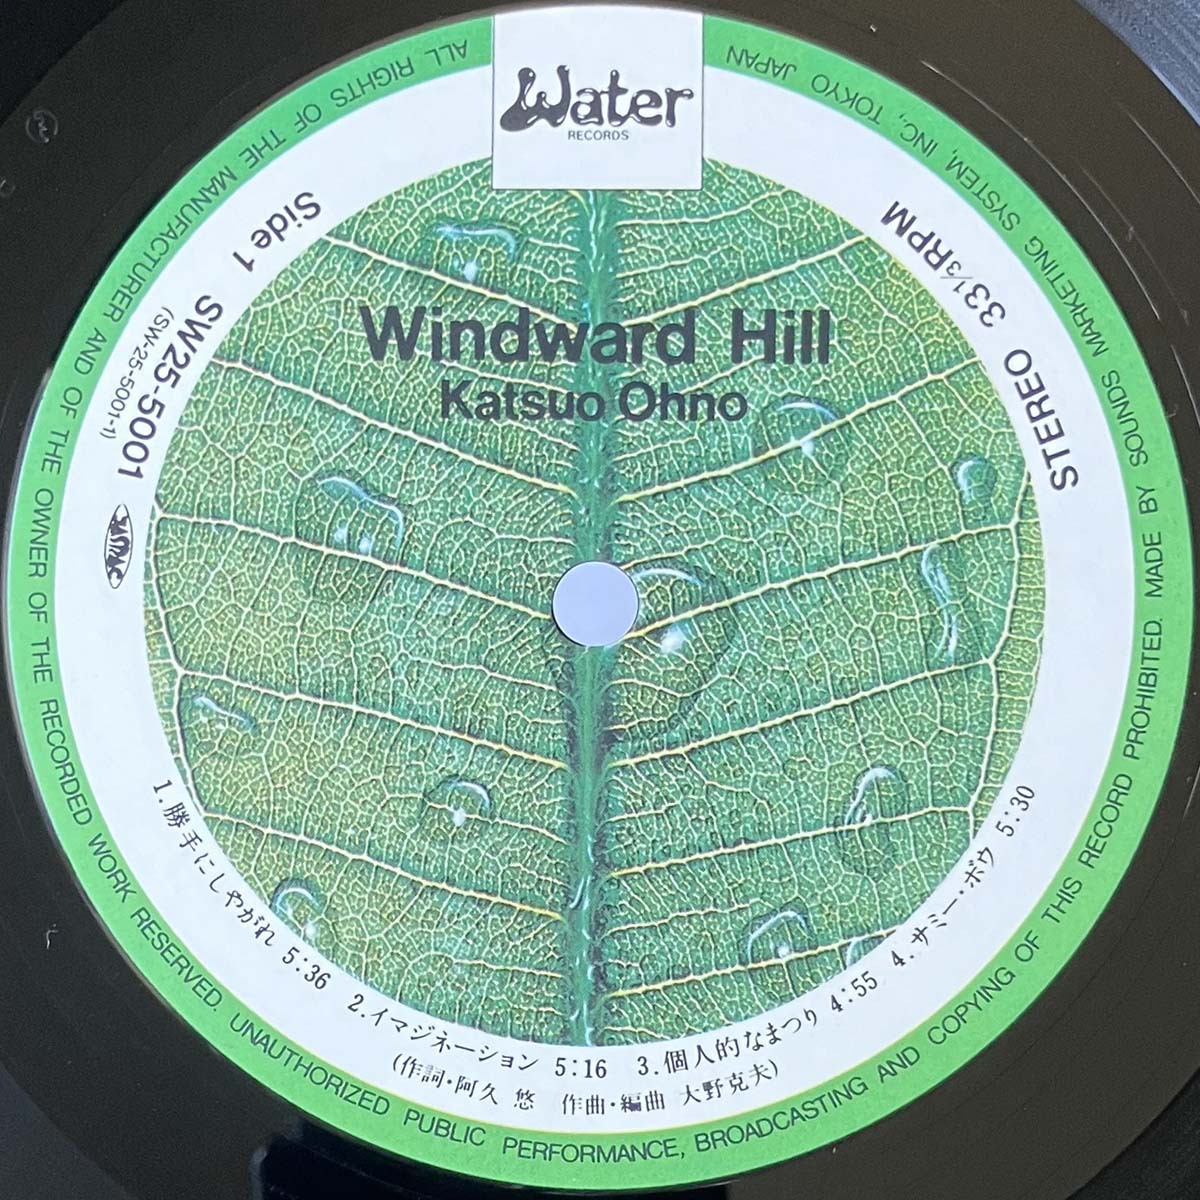 Water
RECORDS
Windward Hill
Katsuo Ohno
Side 1
SW25-5001
(SW-25-5001-1)
33⅓RPM
STEREO
1.勝手にしやがれ 5:36 2.イマジネーション 5:16 3.個人的なまつり 4:55 4.サミー・ボウ 5:30
(作詞・阿久 悠 作曲・編曲 大野克夫)
ALL RIGHTS OF THE MANUFACTURER AND OF THE OWNER OF THE RECORDED WORK RESERVED. UNAUTHORIZED PUBLIC PERFORMANCE, BROADCASTING AND COPYING OF THIS RECORD PROHIBITED. MADE BY SOUNDS MARKETING SYSTEM, INC, TOKYO JAPAN